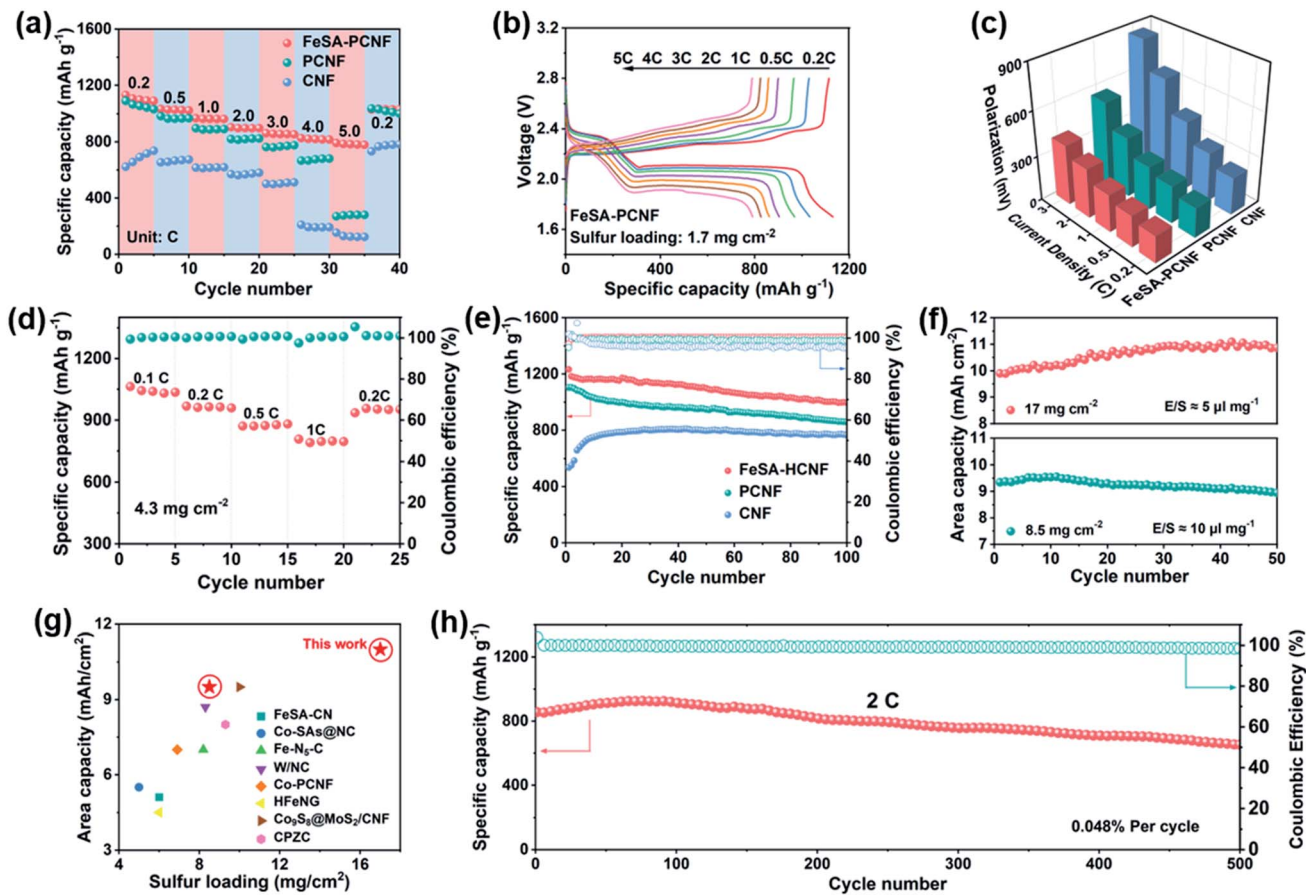 (a)
Specific capacity (mAh g⁻¹)
1600
1200
800
400
0
FeSA-PCNF
PCNF
CNF
0.2
0.5
1.0
2.0
3.0
4.0
5.0
0.2
Unit: C
0 10 20 30 40
Cycle number
(b)
Voltage (V)
3.2
2.8
2.4
2.0
1.6
5C 4C 3C 2C 1C 0.5C 0.2C
FeSA-PCNF
Sulfur loading: 1.7 mg cm⁻²
0 400 800 1200
Specific capacity (mAh g⁻¹)
(c)
Polarization (mV)
900
600
300
0
3 2 1 0.5 0.2
Current Density (C)
FeSA-PCNF PCNF CNF
(d)
Specific capacity (mAh g⁻¹)
1200
900
600
300
0.1 C
0.2 C
0.5 C
1C
0.2C
4.3 mg cm⁻²
100
80
60
40
20
0
Coulombic efficiency (%)
0 5 10 15 20 25
Cycle number
(e)
Specific capacity (mAh g⁻¹)
1600
1400
1200
1000
800
600
400
0
FeSA-HCNF
PCNF
CNF
100
80
60
40
20
0
Coulombic efficiency (%)
0 20 40 60 80 100
Cycle number
(f)
Area capacity (mAh cm⁻²)
12
11
10
9
8
17 mg cm⁻² E/S ≈ 5 μl mg⁻¹
11
10
9
8
7
8.5 mg cm⁻² E/S ≈ 10 μl mg⁻¹
0 10 20 30 40 50
Cycle number
(g)
Area capacity (mAh/cm²)
12
9
6
3
This work
FeSA-CN
Co-SAs@NC
Fe-N₅-C
W/NC
Co-PCNF
HFeNG
Co₉S₈@MoS₂/CNF
CPZC
4 8 12 16
Sulfur loading (mg/cm²)
(h)
Specific capacity (mAh g⁻¹)
1200
800
400
0
2 C
0.048% Per cycle
100
80
60
40
20
0
Coulombic Efficiency (%)
0 100 200 300 400 500
Cycle number